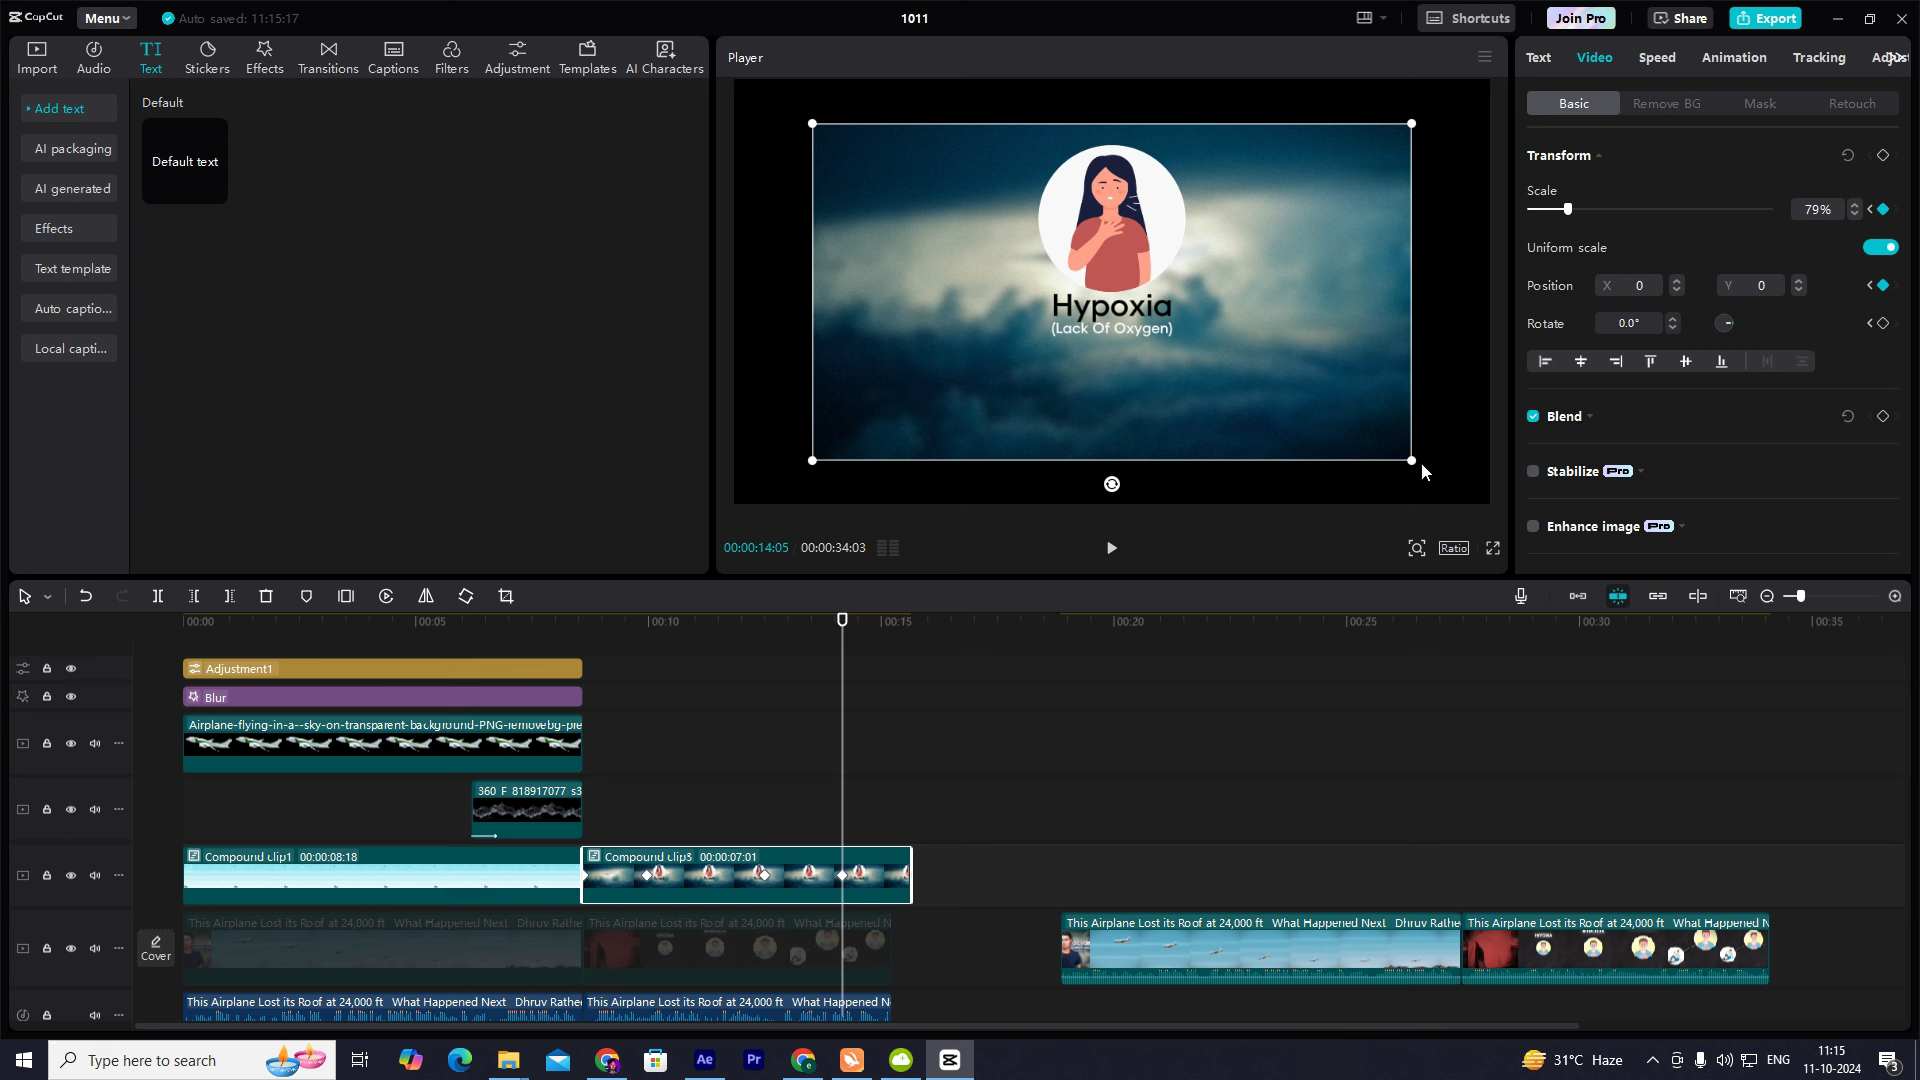 CapCut
Menu
Auto saved: 11:15:17
1011
Shortcuts
Join Pro
Share
Export
Import
Audio
TI
Text
Stickers
Effects
Transitions
Captions
Filters
Adjustment
Templates
AI Characters
Add text
AI packaging
AI generated
Effects
Text template
Auto captio...
Local capti...
Default
Default text
Player
Hypoxia
(Lack Of Oxygen)
00:00:14:05
00:00:34:03
Ratio
Text
Video
Speed
Animation
Tracking
Basic
Remove BG
Mask
Retouch
Transform
Scale
79%
Uniform scale
Position
X 0
Y 0
Rotate
0.0°
Blend
Stabilize Pro
Enhance image Pro
00:00
00:05
00:10
00:15
00:20
00:25
00:30
00:35
Adjustment1
Blur
Airplane-flying-in-a--sky-on-transparent-background-PNG-removebg-pre
360_F_818917077_s3
Compound clip1 00:00:08:18
Compound clip3 00:00:07:01
Cover
This Airplane Lost its Roof at 24,000 ft What Happened Next Dhruv Rathe
This Airplane Lost its Roof at 24,000 ft What Happened N
This Airplane Lost its Roof at 24,000 ft What Happened Next Dhruv Rathe
This Airplane Lost its Roof at 24,000 ft What Happened N
This Airplane Lost its Roof at 24,000 ft What Happened Next Dhruv Rathe
This Airplane Lost its Roof at 24,000 ft What Happened N
Type here to search
Ae
Pr
31°C Haze
ENG
11:15
11-10-2024
3